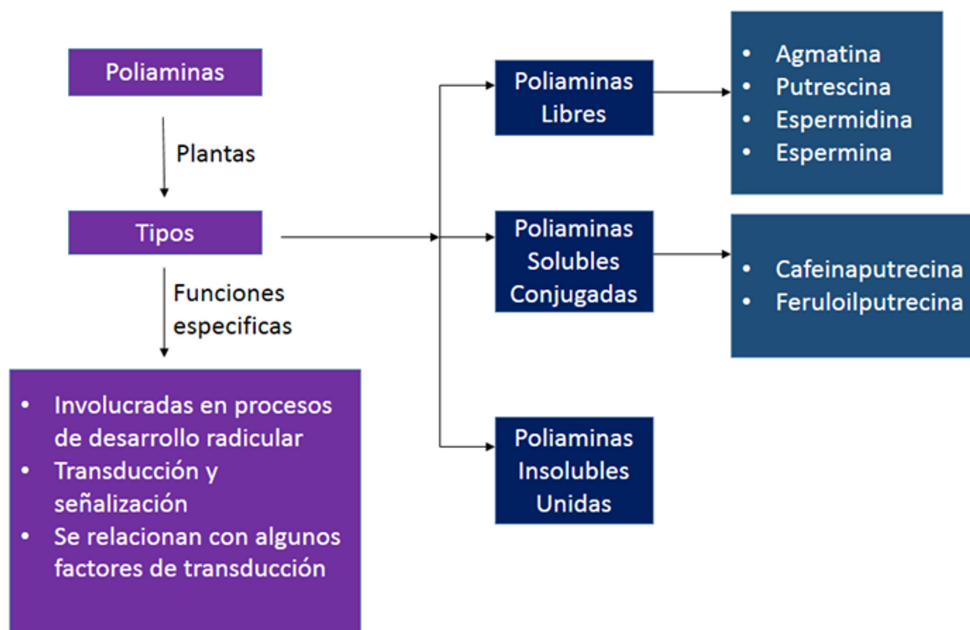 Poliaminas
Plantas
Tipos
Funciones
especificas
• Involucradas en procesos
de desarrollo radicular
• Transducción y
señalización
• Se relacionan con algunos
factores de transducción
Poliaminas
Libres
• Agmatina
• Putrescina
• Espermidina
• Espermina
Poliaminas
Solubles
Conjugadas
• Cafeinaputrecina
• Feruloilputrecina
Poliaminas
Insolubles
Unidas